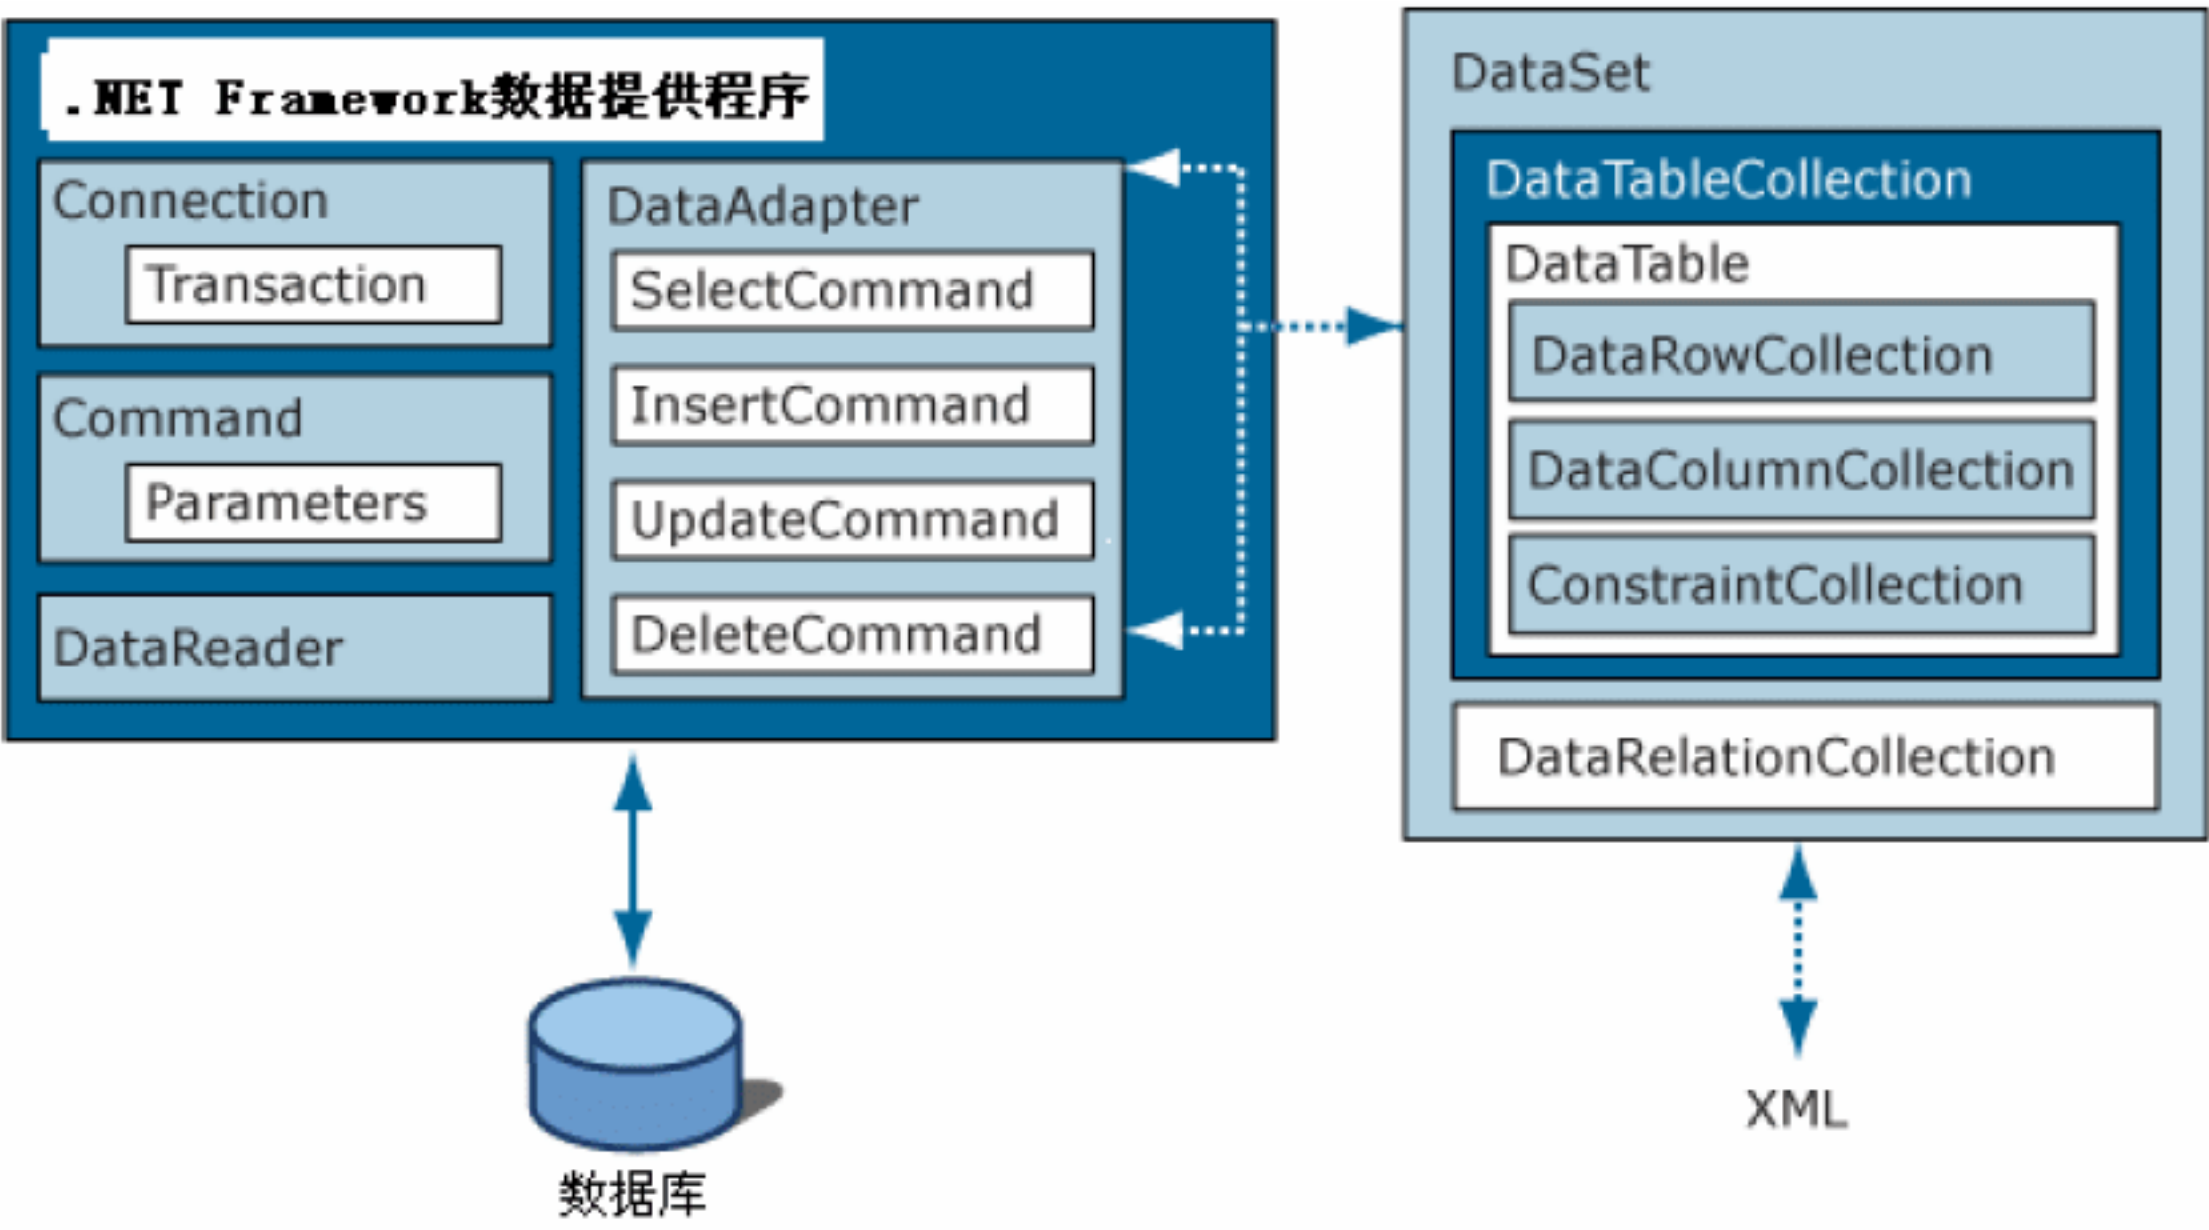 .NET Framework数据提供程序
Connection
Transaction
Command
Parameters
DataReader
DataAdapter
SelectCommand
InsertCommand
UpdateCommand
DeleteCommand
DataSet
DataTableCollection
DataTable
DataRowCollection
DataColumnCollection
ConstraintCollection
DataRelationCollection
数据库
XML